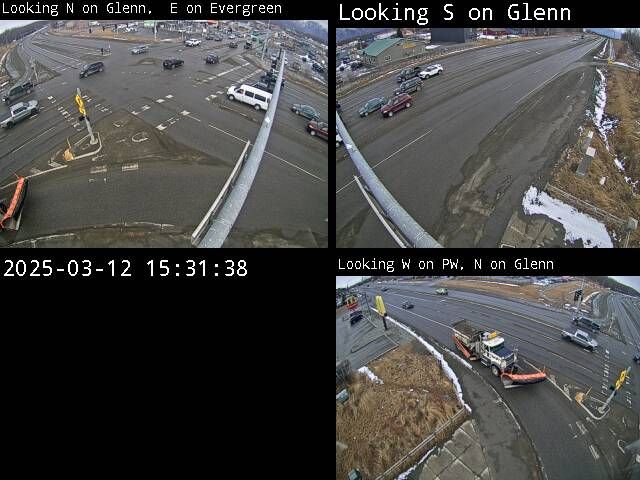 Looking N on Glenn,  E on Evergreen
Looking S on Glenn
2025-03-12 15:31:38
Looking W on PW, N on Glenn